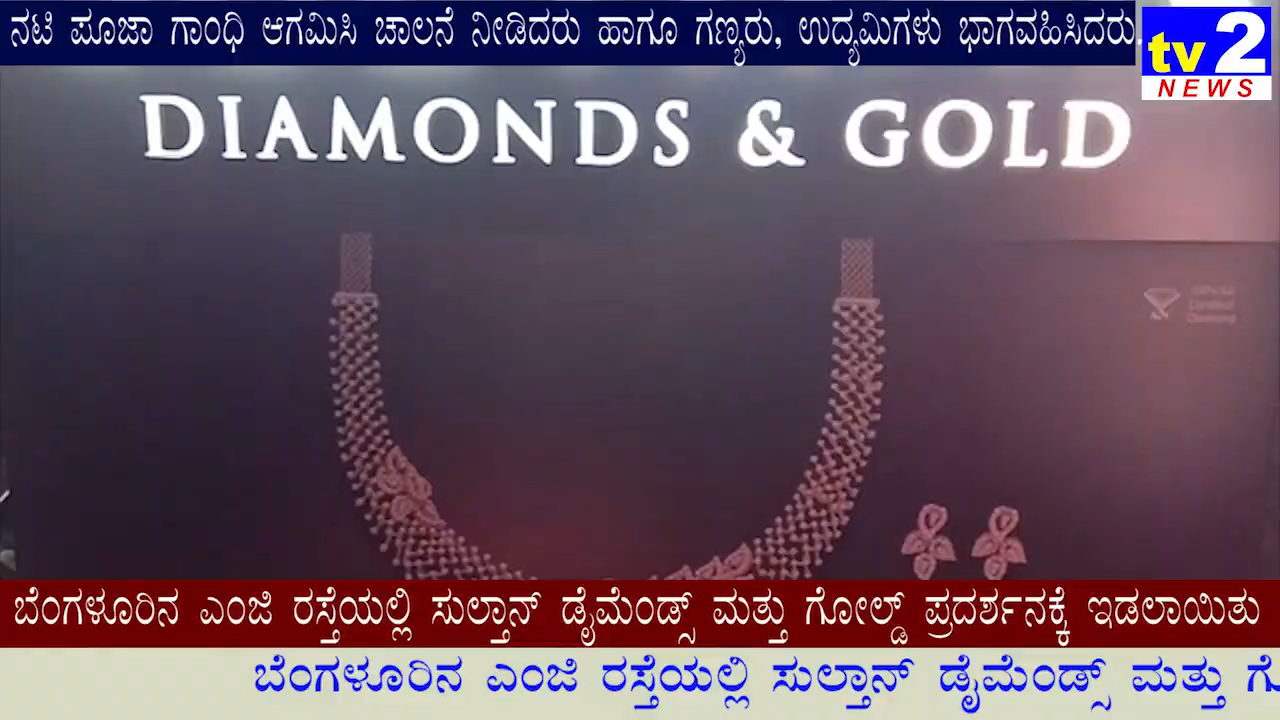 ನಟಿ ಪೂಜಾ ಗಾಂಧಿ ಆಗಮಿಸಿ ಚಾಲನೆ ನೀಡಿದರು ಹಾಗೂ ಗಣ್ಯರು, ಉದ್ಯಮಿಗಳು ಭಾಗವಹಿಸಿದರು.
tv2
NEWS
DIAMONDS & GOLD
ಬೆಂಗಳೂರಿನ ಎಂಜಿ ರಸ್ತೆಯಲ್ಲಿ ಸುಲ್ತಾನ್ ಡೈಮೆಂಡ್ಸ್ ಮತ್ತು ಗೋಲ್ಡ್ ಪ್ರದರ್ಶನಕ್ಕೆ ಇಡಲಾಯಿತು
ಬೆಂಗಳೂರಿನ ಎಂಜಿ ರಸ್ತೆಯಲ್ಲಿ ಸುಲ್ತಾನ್ ಡೈಮೆಂಡ್ಸ್ ಮತ್ತು